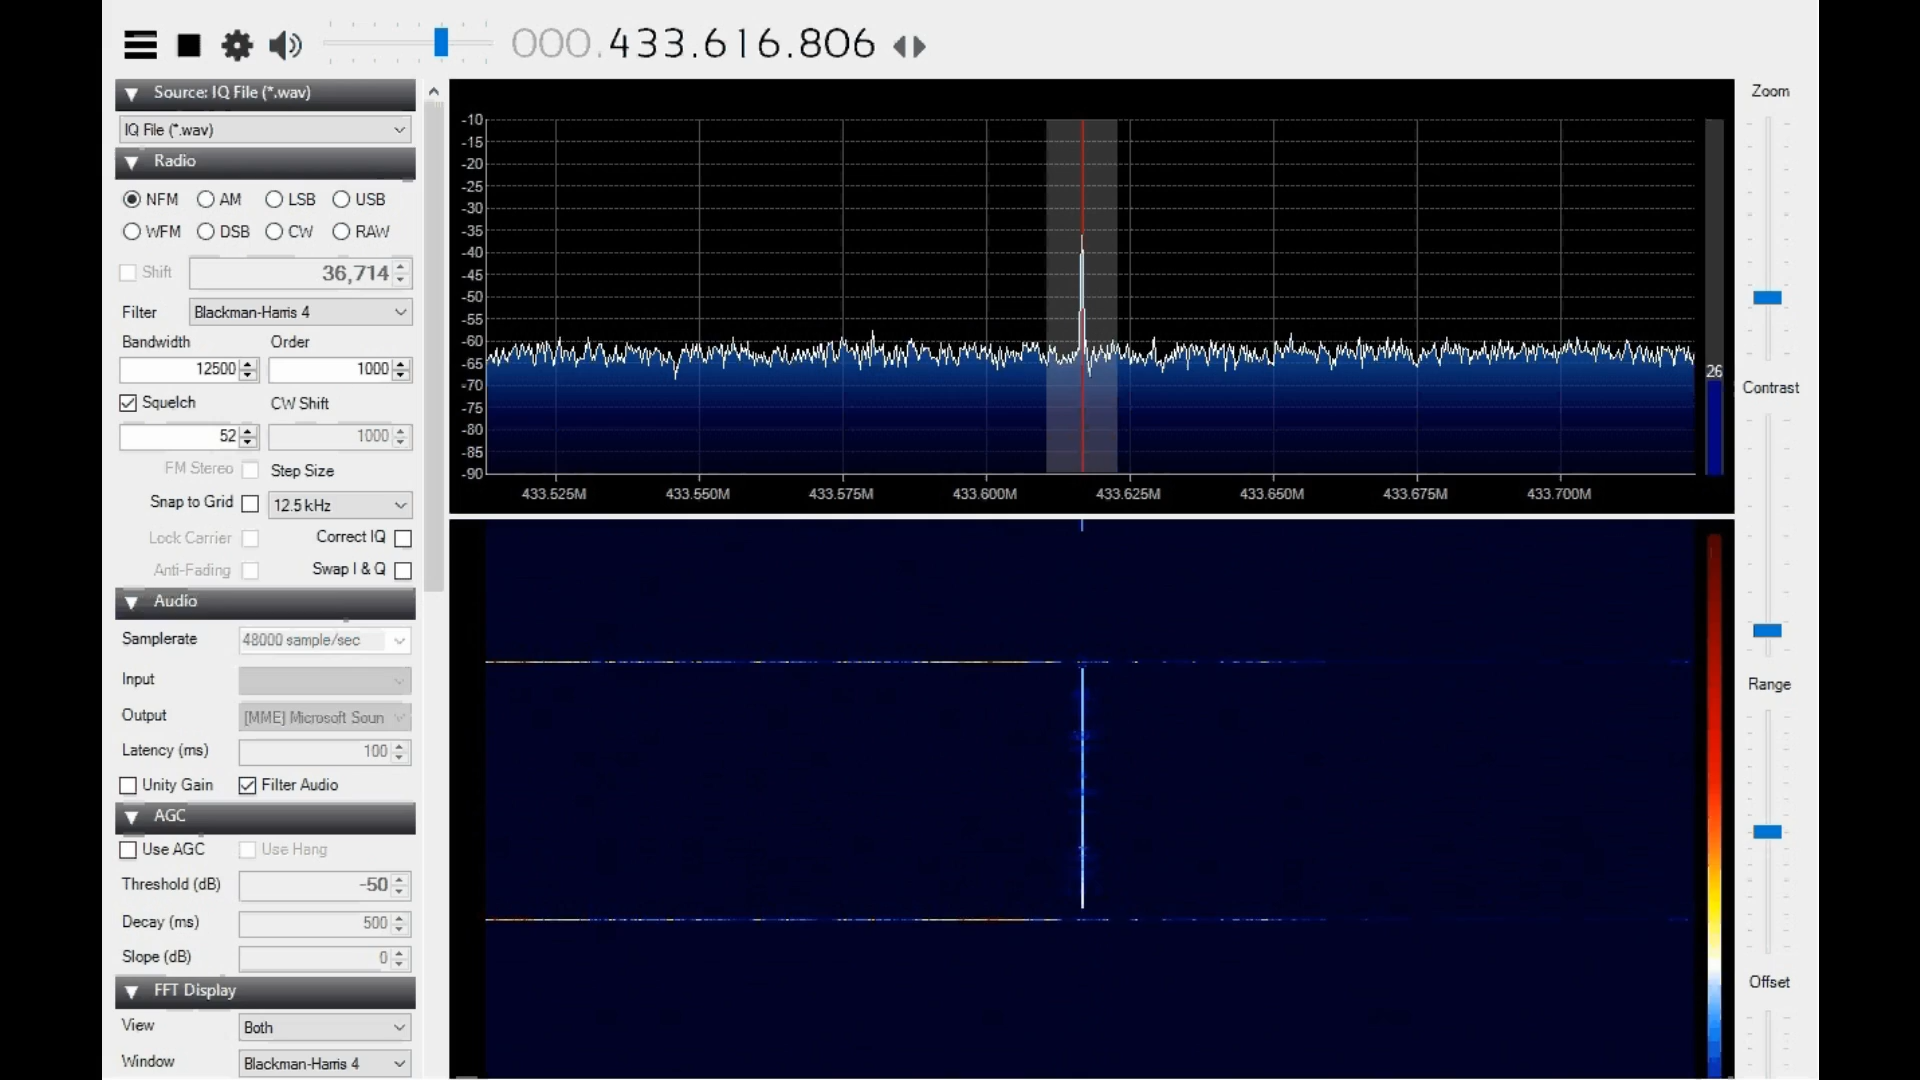 000.433.616.806
Source: IQ File (*.wav)
IQ File (*.wav)
Radio
NFM AM LSB USB
WFM DSB CW RAW
Shift 36,714
Filter Blackman-Harris 4
Bandwidth Order
12500 1000
Squelch CW Shift
52 1000
FM Stereo Step Size
Snap to Grid 12.5 kHz
Lock Carrier Correct IQ
Anti-Fading Swap I & Q
Audio
Samplerate 48000 sample/sec
Input
Output [MME] Microsoft Soun
Latency (ms) 100
Unity Gain Filter Audio
AGC
Use AGC Use Hang
Threshold (dB) -50
Decay (ms) 500
Slope (dB) 0
FFT Display
View Both
Window Blackman-Harris 4
-10
-15
-20
-25
-30
-35
-40
-45
-50
-55
-60
-65
-70
-75
-80
-85
-90
433.525M 433.550M 433.575M 433.600M 433.625M 433.650M 433.675M 433.700M
26
Zoom
Contrast
Range
Offset